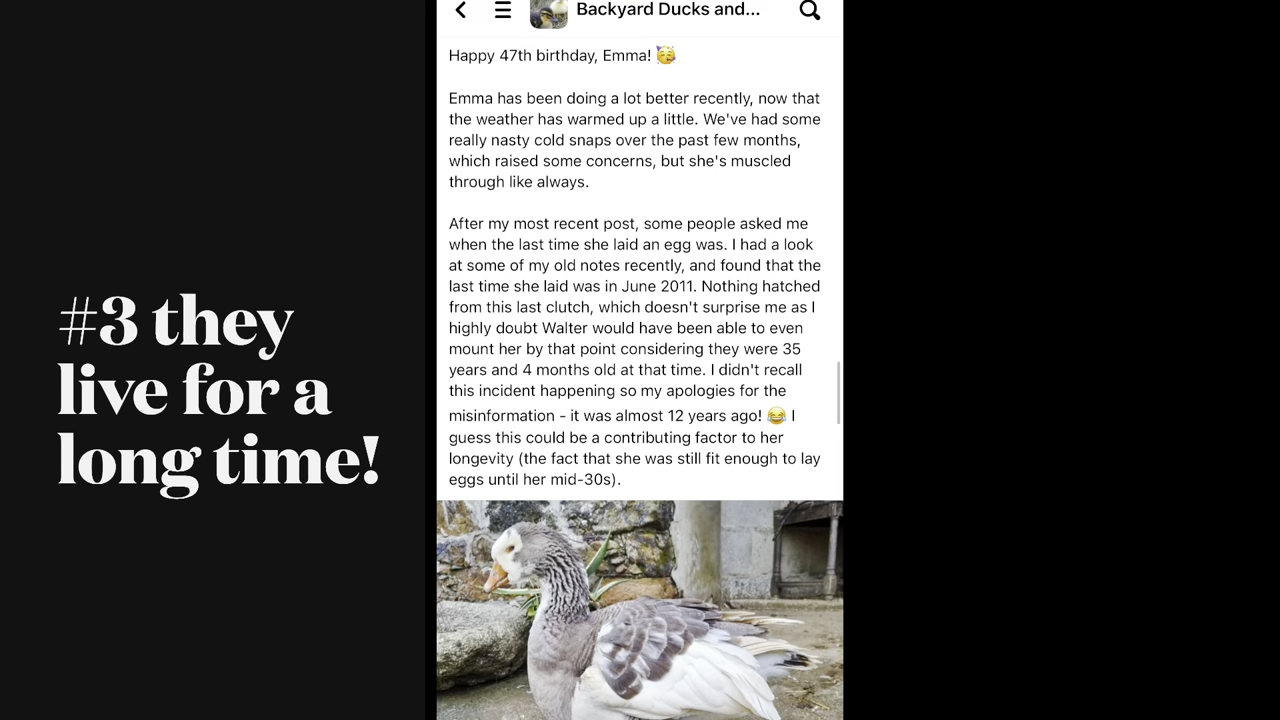 #3 they
live for a
long time!
Backyard Ducks and...
Happy 47th birthday, Emma! 🥳
Emma has been doing a lot better recently, now that
the weather has warmed up a little. We've had some
really nasty cold snaps over the past few months,
which raised some concerns, but she's muscled
through like always.
After my most recent post, some people asked me
when the last time she laid an egg was. I had a look
at some of my old notes recently, and found that the
last time she laid was in June 2011. Nothing hatched
from this last clutch, which doesn't surprise me as I
highly doubt Walter would have been able to even
mount her by that point considering they were 35
years and 4 months old at that time. I didn't recall
this incident happening so my apologies for the
misinformation - it was almost 12 years ago! 😂 I
guess this could be a contributing factor to her
longevity (the fact that she was still fit enough to lay
eggs until her mid-30s).